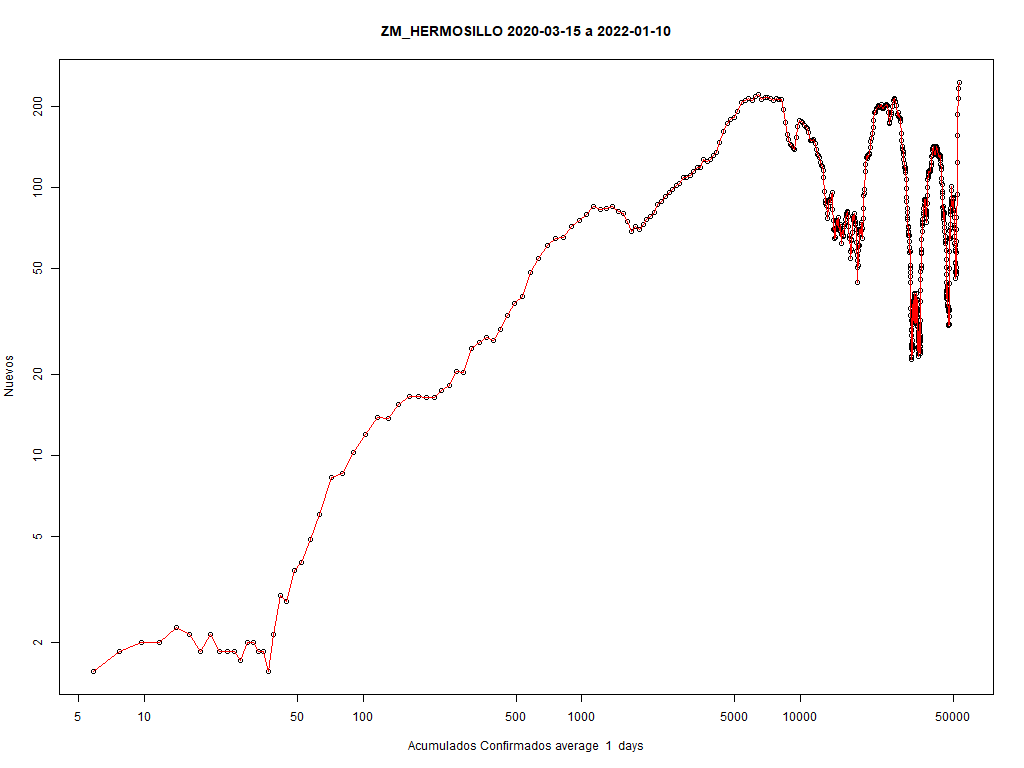 ZM_HERMOSILLO 2020-03-15 a 2022-01-10
200
100
50
20
10
5
2
Nuevos
5 10 50 100 500 1000 5000 10000 50000
Acumulados Confirmados average 1 days